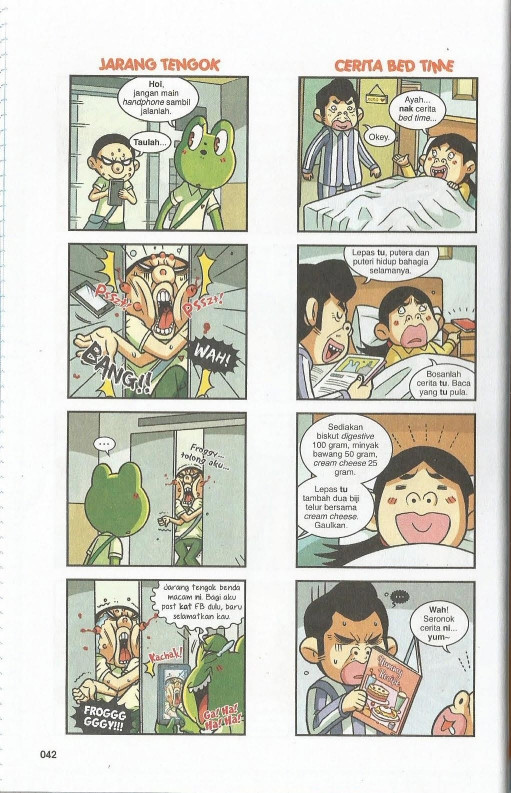 JARANG TENGOK
Hoi,
jangan main
handphone sambil
jalanlah.
Taulah...
Psszt!
Psszt!
BANG!!
WAH!
...
Froggy...
tolong aku...
Jarang tengok benda
macam ni. Bagi aku
post kat FB dulu, baru
selamatkan kau.
Kachak!
FROGGG
GGGY!!!
Ga! Ha!
Ha! Ha!
CERITA BED TIME
Ayah...
nak cerita
bed time...
Okey.
Lepas tu, putera dan
puteri hidup bahagia
selamanya.
Bosanlah
cerita tu. Baca
yang tu pula.
Sediakan
biskut digestive
100 gram, minyak
bawang 50 gram,
cream cheese 25
gram.
Lepas tu
tambah dua biji
telur bersama
cream cheese.
Gaulkan.
Wah!
Seronok
cerita ni...
yum~
042